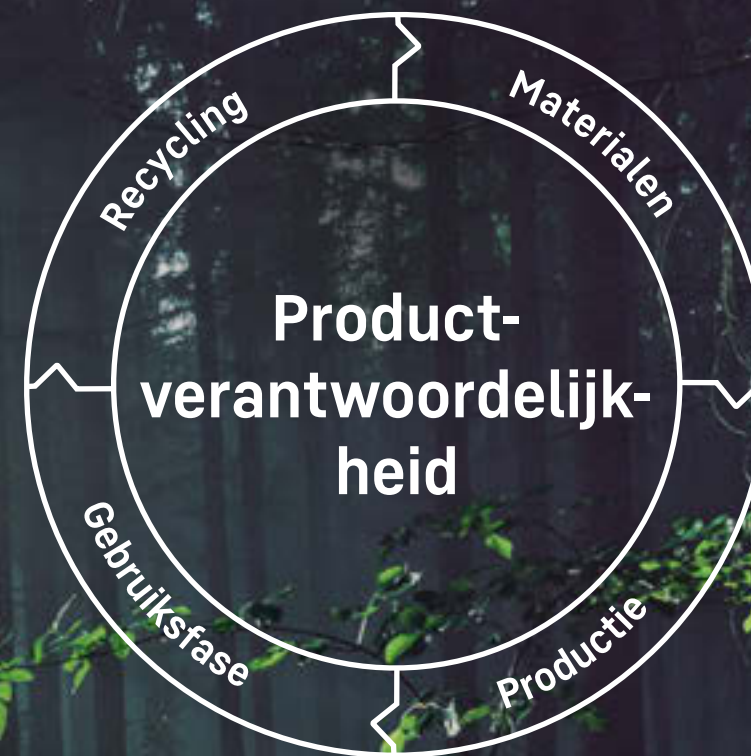 Recycling
Materialen
Product-
verantwoordelijk-
heid
Gebruiksfase
Productie